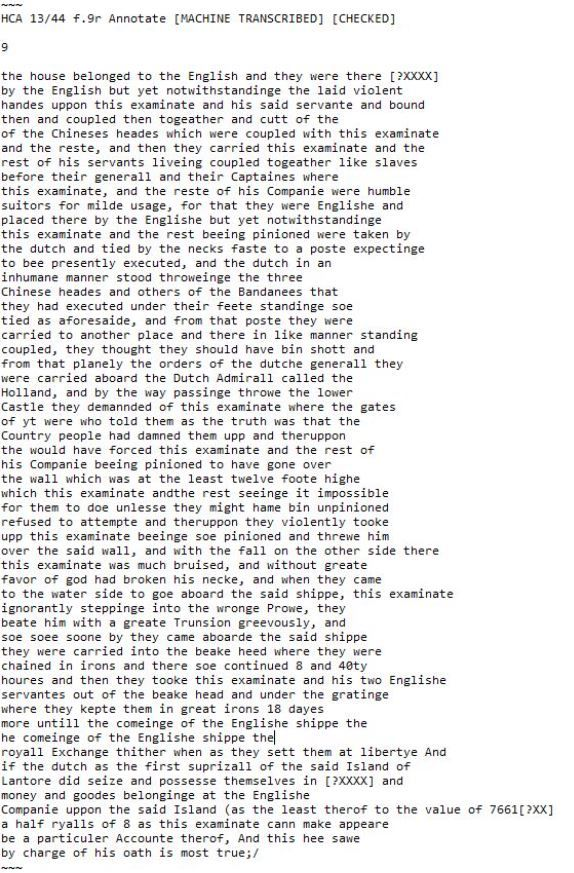 ~~~
HCA 13/44 f.9r Annotate [MACHINE TRANSCRIBED] [CHECKED]
9
the house belonged to the English and they were there [?XXXX]
by the English but yet notwithstandinge the laid violent
handes uppon this examinate and his said servante and bound
then and coupled then togeather and cutt of the
of the Chineses heades which were coupled with this examinate
and the reste, and then they carried this examinate and the
rest of his servants liveing coupled togeather like slaves
before their generall and their Captaines where
this examinate, and the reste of his Companie were humble
suitors for milde usage, for that they were Englishe and
placed there by the Englishe but yet notwithstandinge
this examinate and the rest beeing pinioned were taken by
the dutch and tied by the necks faste to a poste expectinge
to bee presently executed, and the dutch in an
inhumane manner stood throweinge the three
Chinese heades and others of the Bandanees that
they had executed under their feete standinge soe
tied as aforesaide, and from that poste they were
carried to another place and there in like manner standing
coupled, they thought they should have bin shott and
from that planely the orders of the dutche generall they
were carried aboard the Dutch Admirall called the
Holland, and by the way passinge throwe the lower
Castle they demannded of this examinate where the gates
of yt were who told them as the truth was that the
Country people had damned them upp and theruppon
the would have forced this examinate and the rest of
his Companie beeing pinioned to have gone over
the wall which was at the least twelve foote highe
which this examinate andthe rest seeinge it impossible
for them to doe unlesse they might hame bin unpinioned
refused to attempte and theruppon they violently tooke
upp this examinate beeinge soe pinioned and threwe him
over the said wall, and with the fall on the other side there
this examinate was much bruised, and without greate
favor of god had broken his necke, and when they came
to the water side to goe aboard the said shippe, this examinate
ignorantly steppinge into the wronge Prowe, they
beate him with a greate Trunsion greevously, and
soe soee soone by they came aboarde the said shippe
they were carried into the beake heed where they were
chained in irons and there soe continued 8 and 40ty
houres and then they tooke this examinate and his two Englishe
servantes out of the beake head and under the gratinge
where they kepte them in great irons 18 dayes
more untill the comeinge of the Englishe shippe the
he comeinge of the Englishe shippe the
royall Exchange thither when as they sett them at libertye And
if the dutch as the first suprizall of the said Island of
Lantore did seize and possesse themselves in [?XXXX] and
money and goodes belonginge at the Englishe
Companie uppon the said Island (as the least therof to the value of 7661[?XX]
a half ryalls of 8 as this examinate cann make appeare
be a particuler Accounte therof, And this hee sawe
by charge of his oath is most true;/
~~~